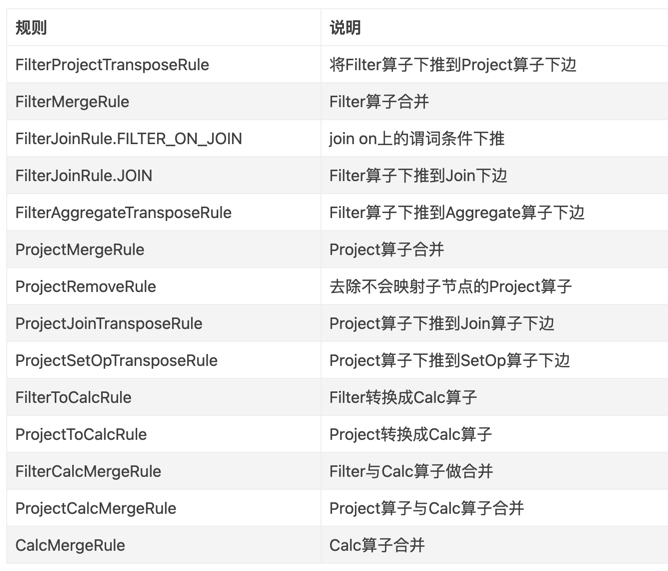 规则 说明
FilterProjectTransposeRule 将Filter算子下推到Project算子下边
FilterMergeRule Filter算子合并
FilterJoinRule.FILTER_ON_JOIN join on上的谓词条件下推
FilterJoinRule.JOIN Filter算子下推到Join下边
FilterAggregateTransposeRule Filter算子下推到Aggregate算子下边
ProjectMergeRule Project算子合并
ProjectRemoveRule 去除不会映射子节点的Project算子
ProjectJoinTransposeRule Project算子下推到Join算子下边
ProjectSetOpTransposeRule Project算子下推到SetOp算子下边
FilterToCalcRule Filter转换成Calc算子
ProjectToCalcRule Project转换成Calc算子
FilterCalcMergeRule Filter与Calc算子做合并
ProjectCalcMergeRule Project算子与Calc算子合并
CalcMergeRule Calc算子合并